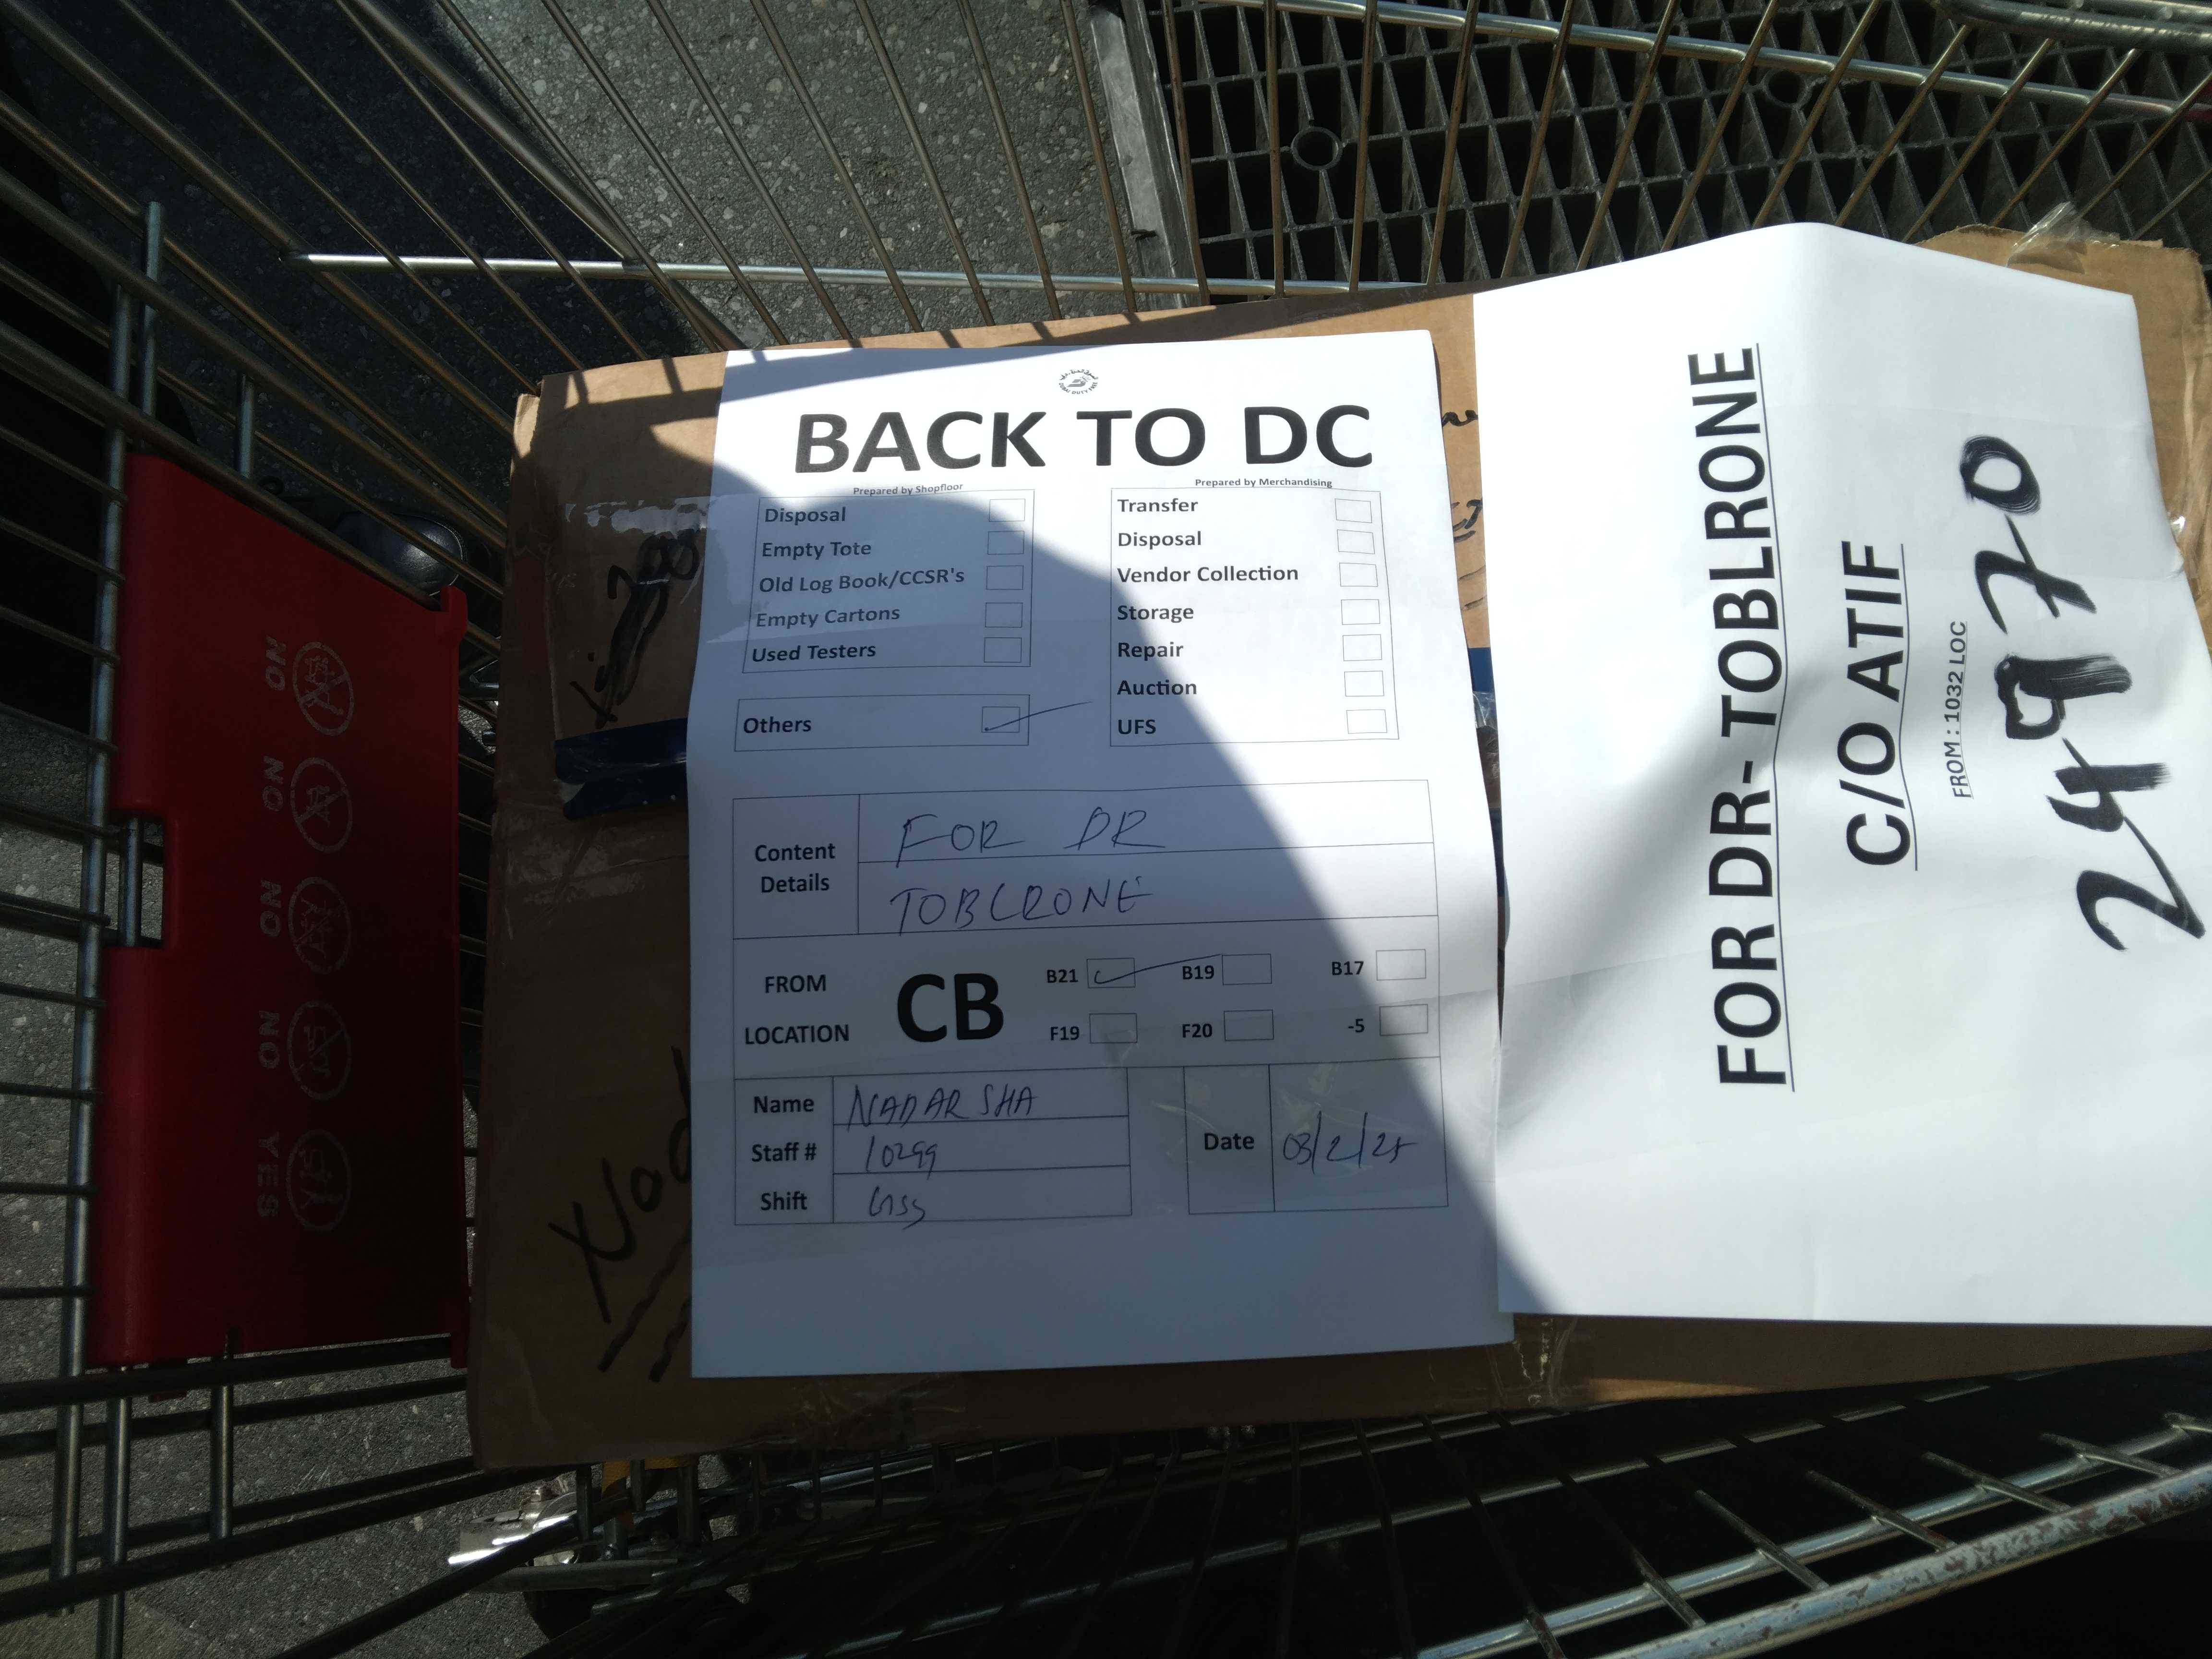 BACK TO DC
Prepared by Shopfloor
Disposal
Empty Tote
Old Log Book/CCSR's
Empty Cartons
Used Testers
Others
Prepared by Merchandising
Transfer
Disposal
Vendor Collection
Storage
Repair
Auction
UFS
Content Details
FOR DR
TOBLRONE
FROM LOCATION
CB
B21 B19 B17
F19 F20 -5
Name NADARSHA
Staff # 10299
Shift
Date 03/2/25
FOR DR- TOBLRONE
C/O ATIF
FROM : 1032 LOC
24970
NO
NO
NO
NO
YES